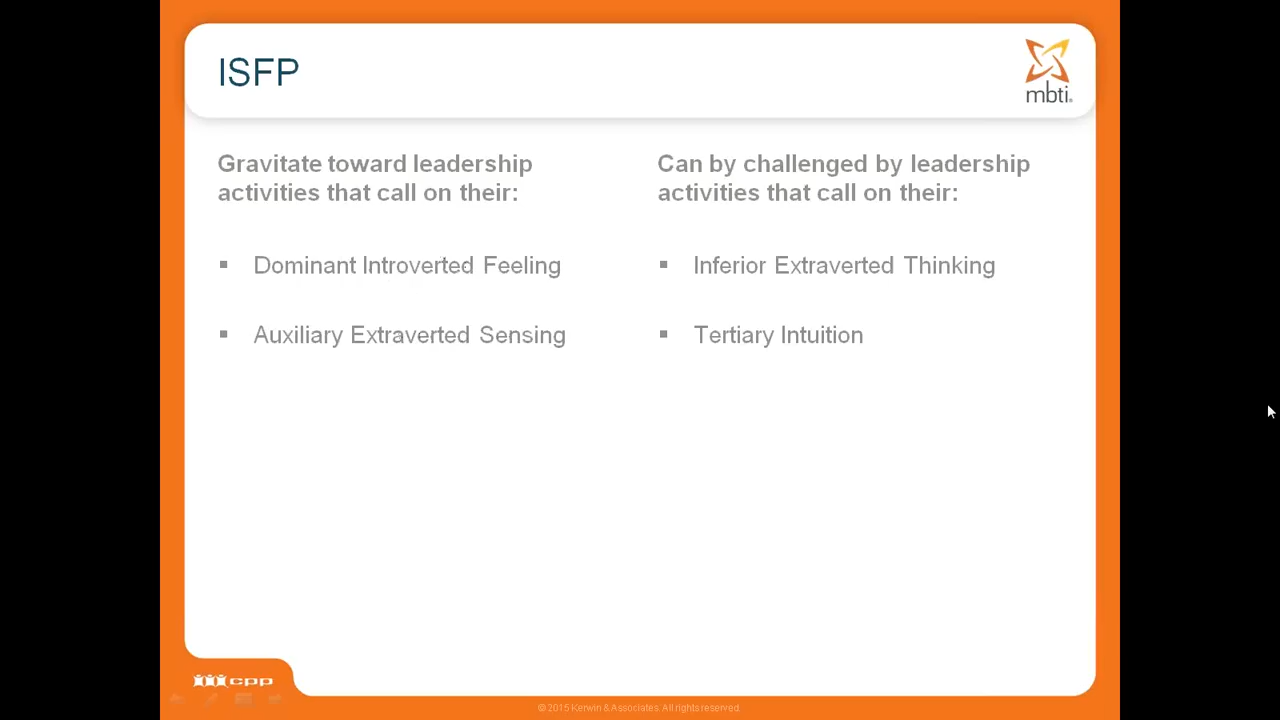 ISFP
mbti®
Gravitate toward leadership
activities that call on their:
▪ Dominant Introverted Feeling
▪ Auxiliary Extraverted Sensing
Can by challenged by leadership
activities that call on their:
▪ Inferior Extraverted Thinking
▪ Tertiary Intuition
cpp
© 2015 Kerwin & Associates. All rights reserved.